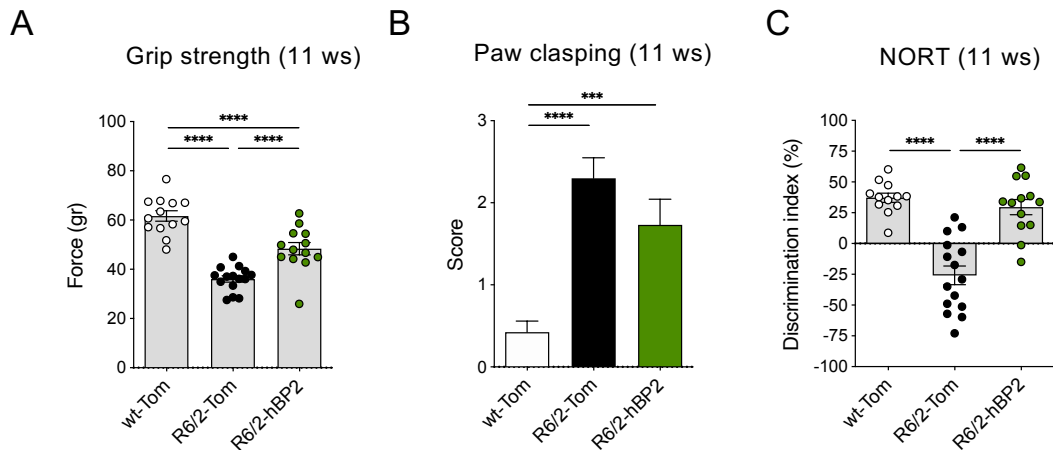 A
Grip strength (11 ws)
****
**** ****
Force (gr)
100
80
60
40
20
0
wt-Tom
R6/2-Tom
R6/2-hBP2
B
Paw clasping (11 ws)
***
****
Score
3
2
1
0
wt-Tom
R6/2-Tom
R6/2-hBP2
C
NORT (11 ws)
**** ****
Discrimination index (%)
100
75
50
25
0
-25
-50
-75
-100
wt-Tom
R6/2-Tom
R6/2-hBP2